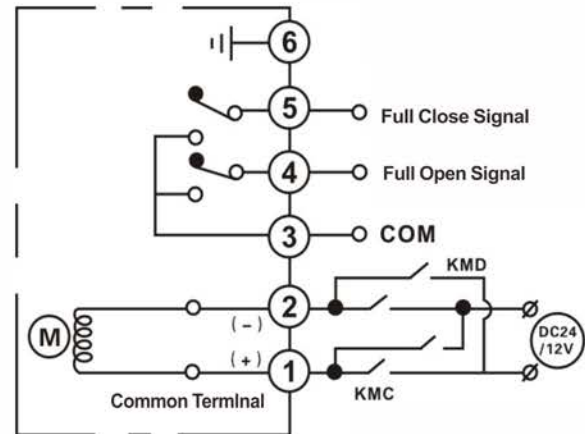 6
5 Full Close Signal
4 Full Open Signal
3 COM
KMD
2
(-)
M
DC24
/12V
(+)
1
Common TermInal
KMC